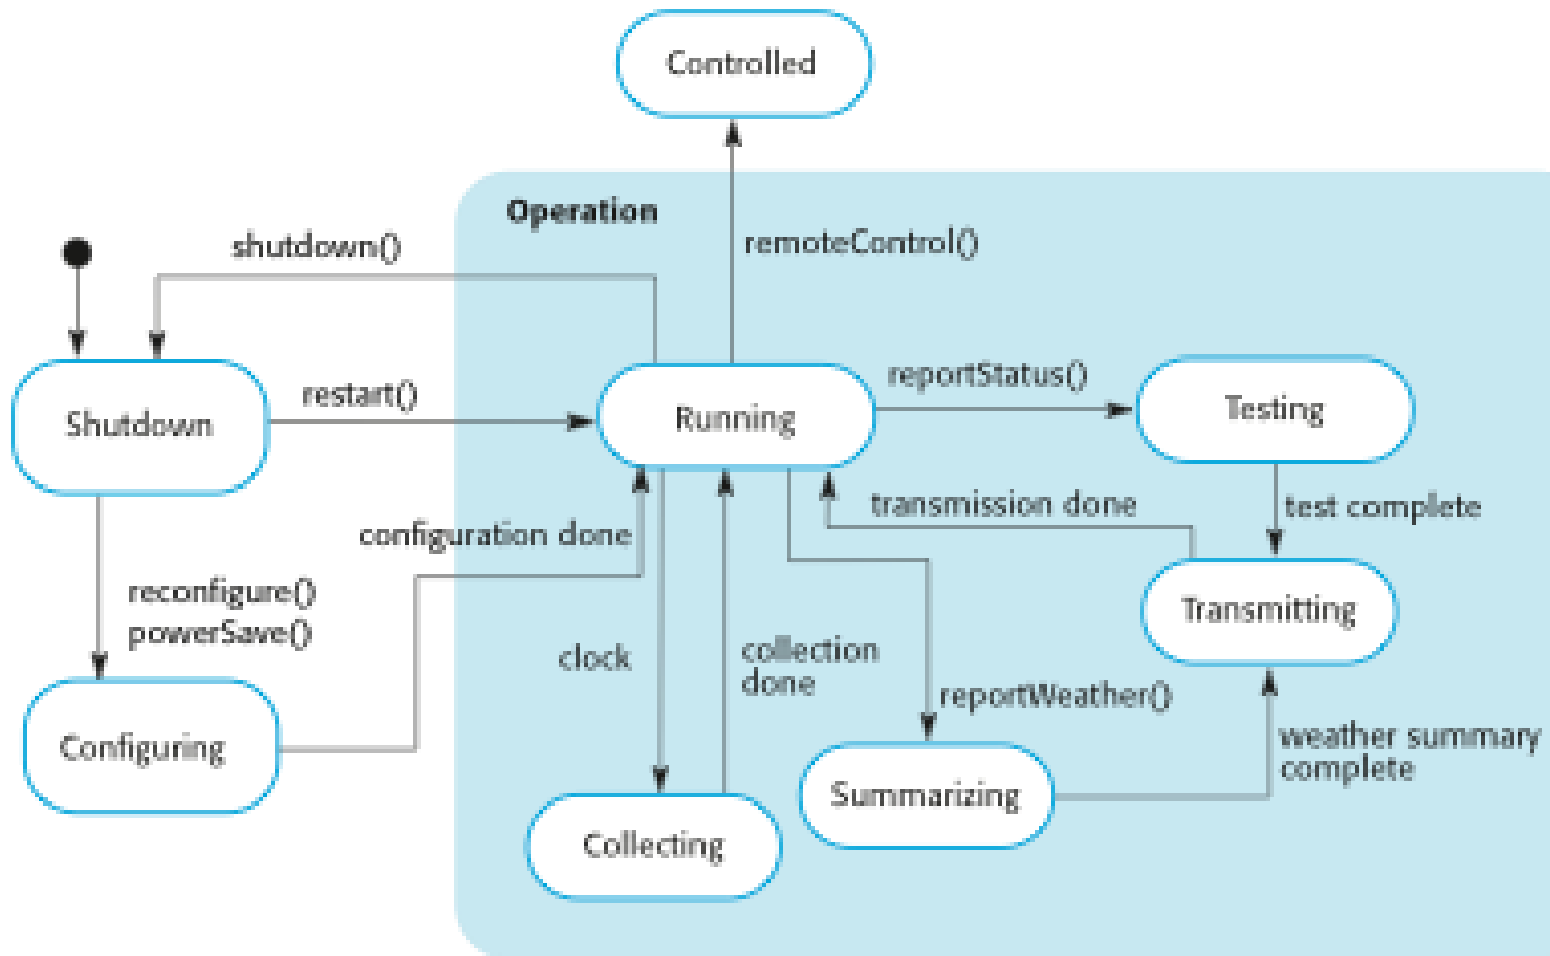 Controlled
Operation
shutdown()
remoteControl()
restart()
reportStatus()
Shutdown
Running
Testing
configuration done
transmission done
test complete
reconfigure()
powerSave()
Transmitting
clock
collection
done
reportWeather()
Configuring
weather summary
complete
Summarizing
Collecting